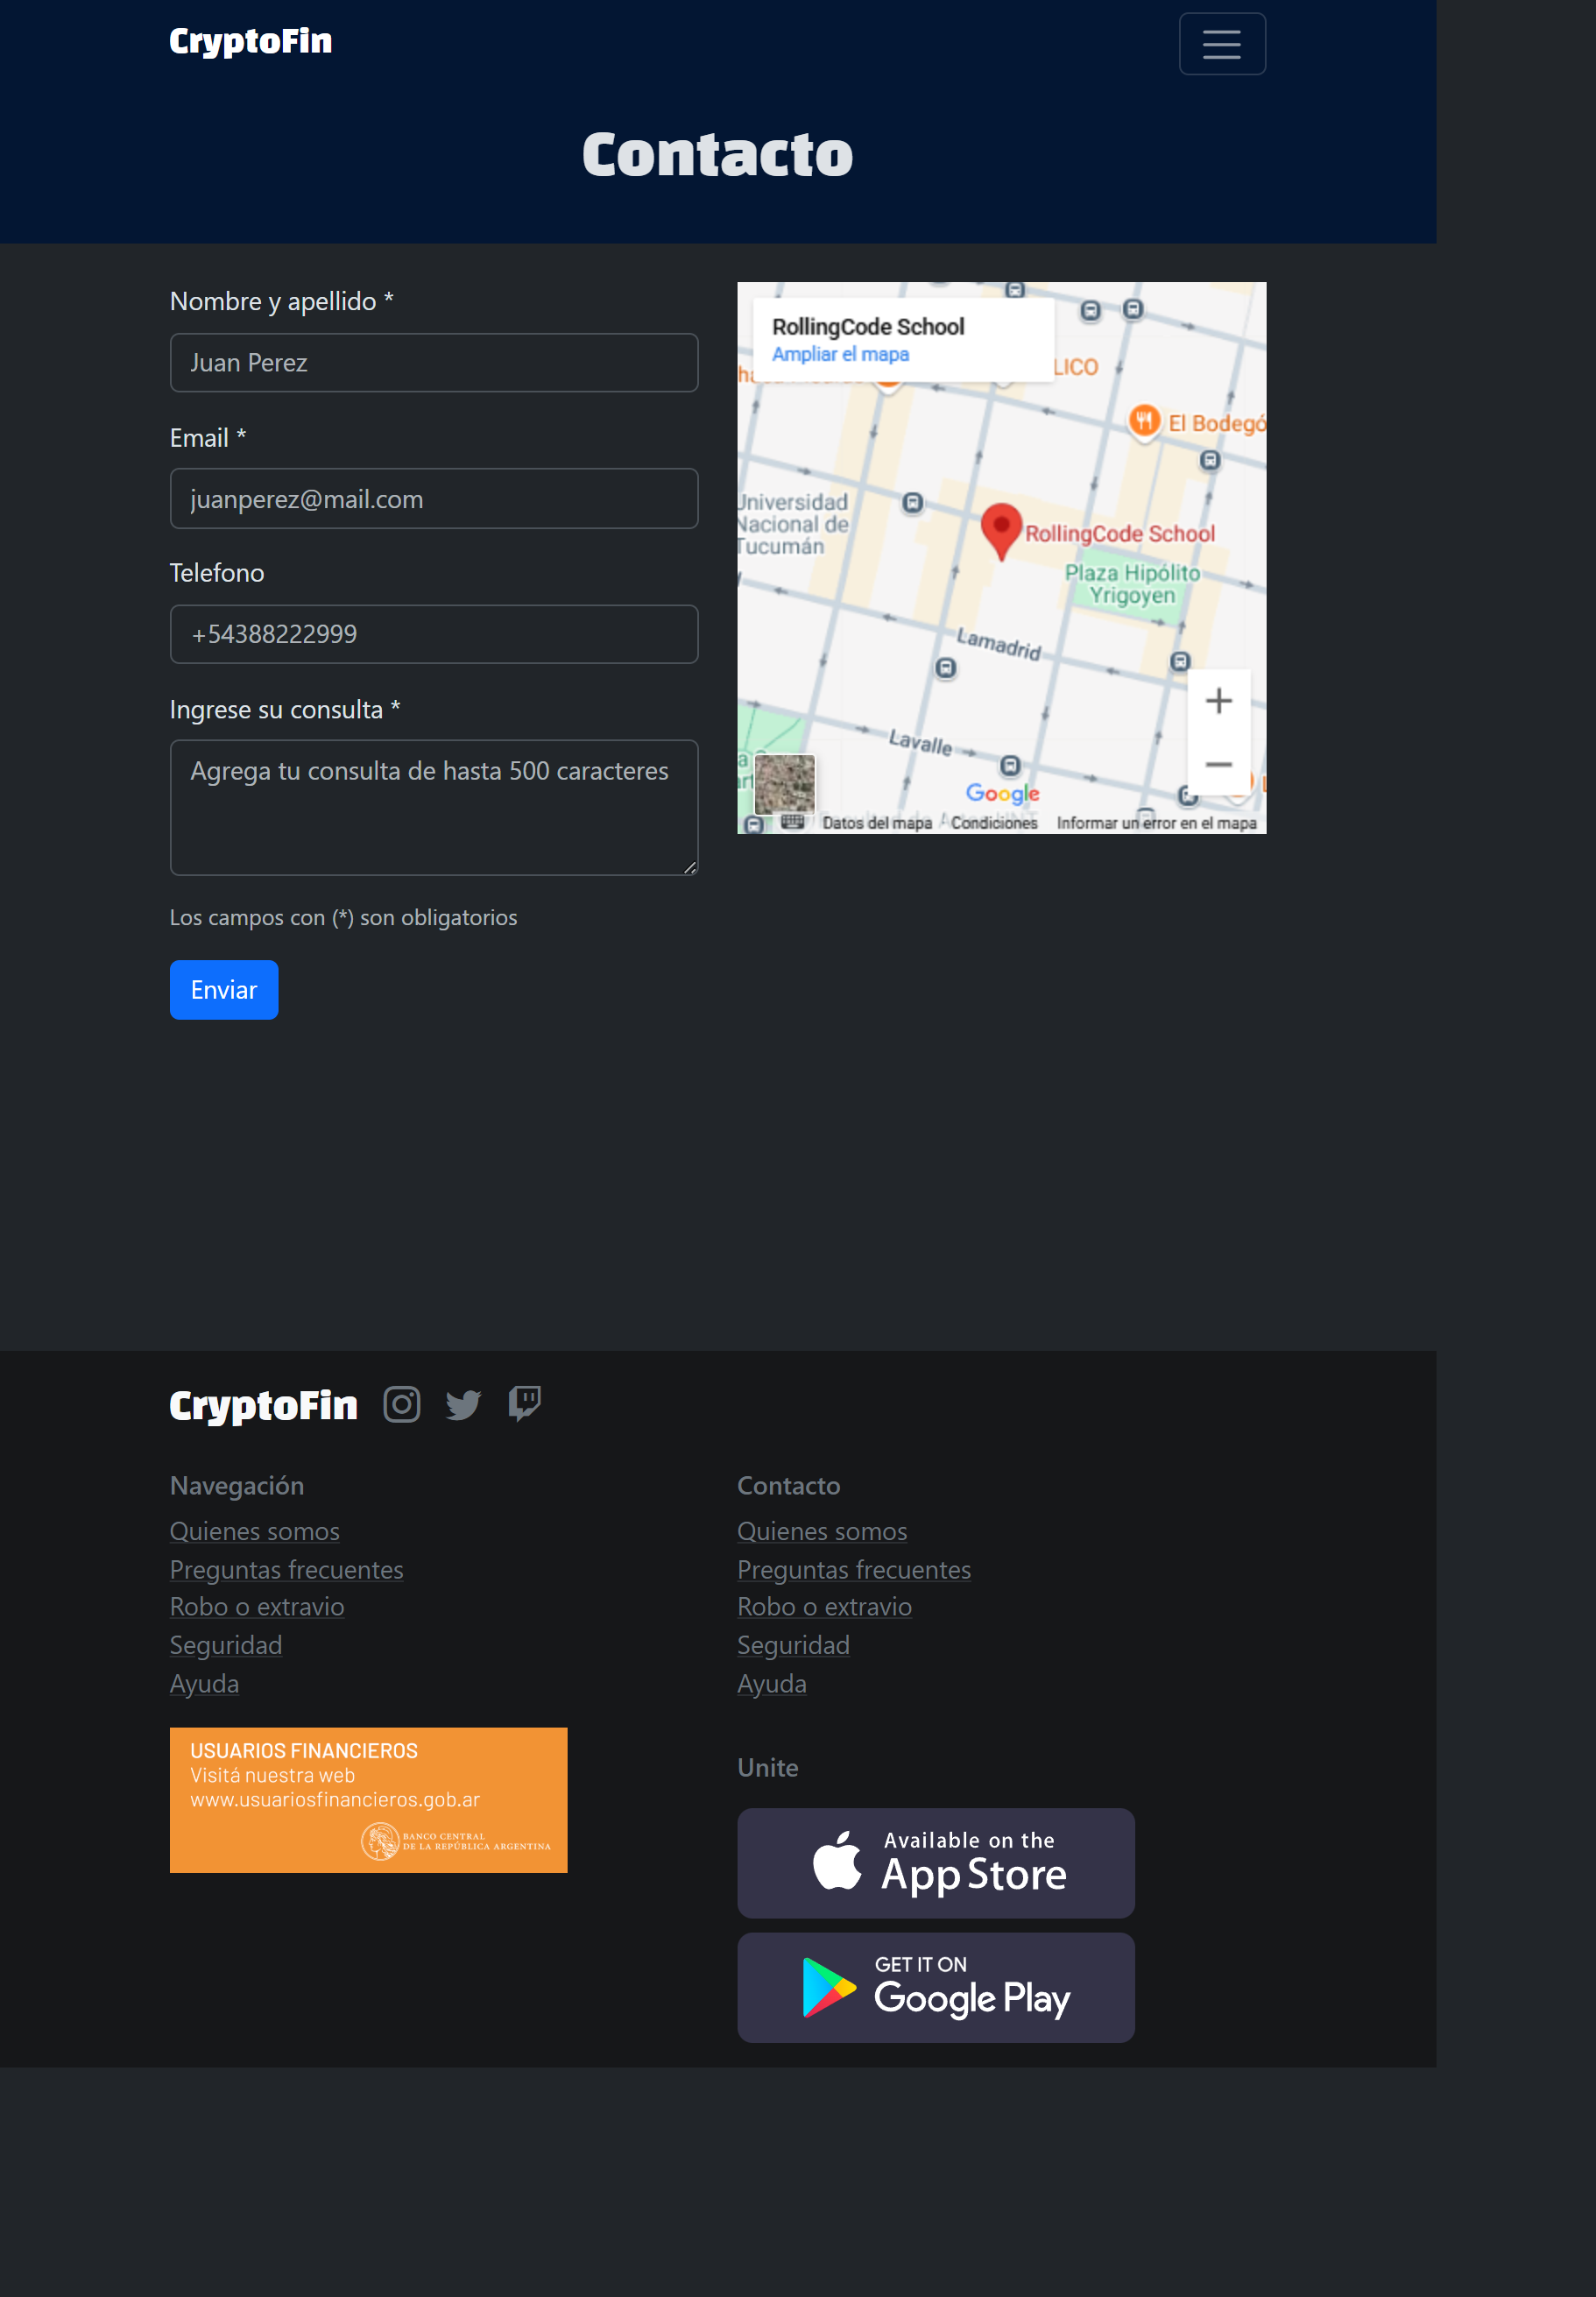 CryptoFin
Contacto
Nombre y apellido *
Juan Perez
Email *
juanperez@mail.com
Telefono
+54388222999
Ingrese su consulta *
Agrega tu consulta de hasta 500 caracteres
Los campos con (*) son obligatorios
Enviar
RollingCode School
Ampliar el mapa
LICO
El Bodegó
Universidad
Nacional de
Tucumán
RollingCode School
Plaza Hipólito
Yrigoyen
Lamadrid
Lavalle
Google
Datos del mapa
Condiciones
Informar un error en el mapa
CryptoFin
Navegación
Quienes somos
Preguntas frecuentes
Robo o extravio
Seguridad
Ayuda
USUARIOS FINANCIEROS
Visitá nuestra web
www.usuariosfinancieros.gob.ar
BANCO CENTRAL
DE LA REPÚBLICA ARGENTINA
Contacto
Quienes somos
Preguntas frecuentes
Robo o extravio
Seguridad
Ayuda
Unite
Available on the
App Store
GET IT ON
Google Play